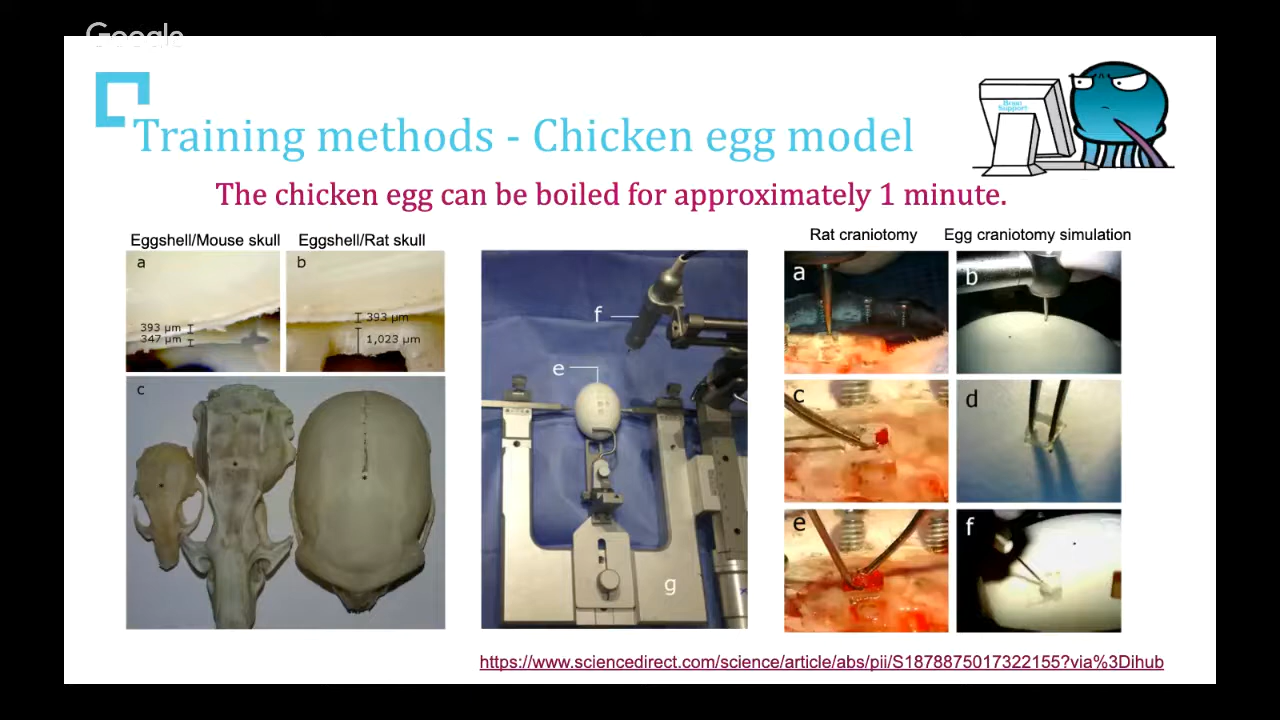 Google
Brain
Support
Training methods - Chicken egg model
The chicken egg can be boiled for approximately 1 minute.
Eggshell/Mouse skull
Eggshell/Rat skull
a
393 µm
347 µm
b
393 µm
1,023 µm
c
f
e
g
Rat craniotomy
Egg craniotomy simulation
a
b
c
d
e
f
https://www.sciencedirect.com/science/article/abs/pii/S1878875017322155?via%3Dihub